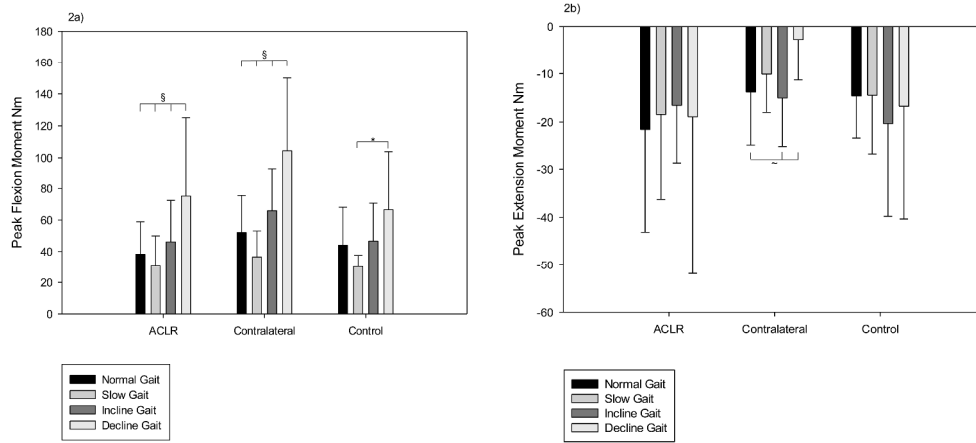 2a)
Peak Flexion Moment Nm
180
160
140
120
100
80
60
40
20
0
§
§
*
ACLR
Contralateral
Control
Normal Gait
Slow Gait
Incline Gait
Decline Gait
2b)
Peak Extension Moment Nm
0
-10
-20
-30
-40
-50
-60
~
ACLR
Contralateral
Control
Normal Gait
Slow Gait
Incline Gait
Decline Gait